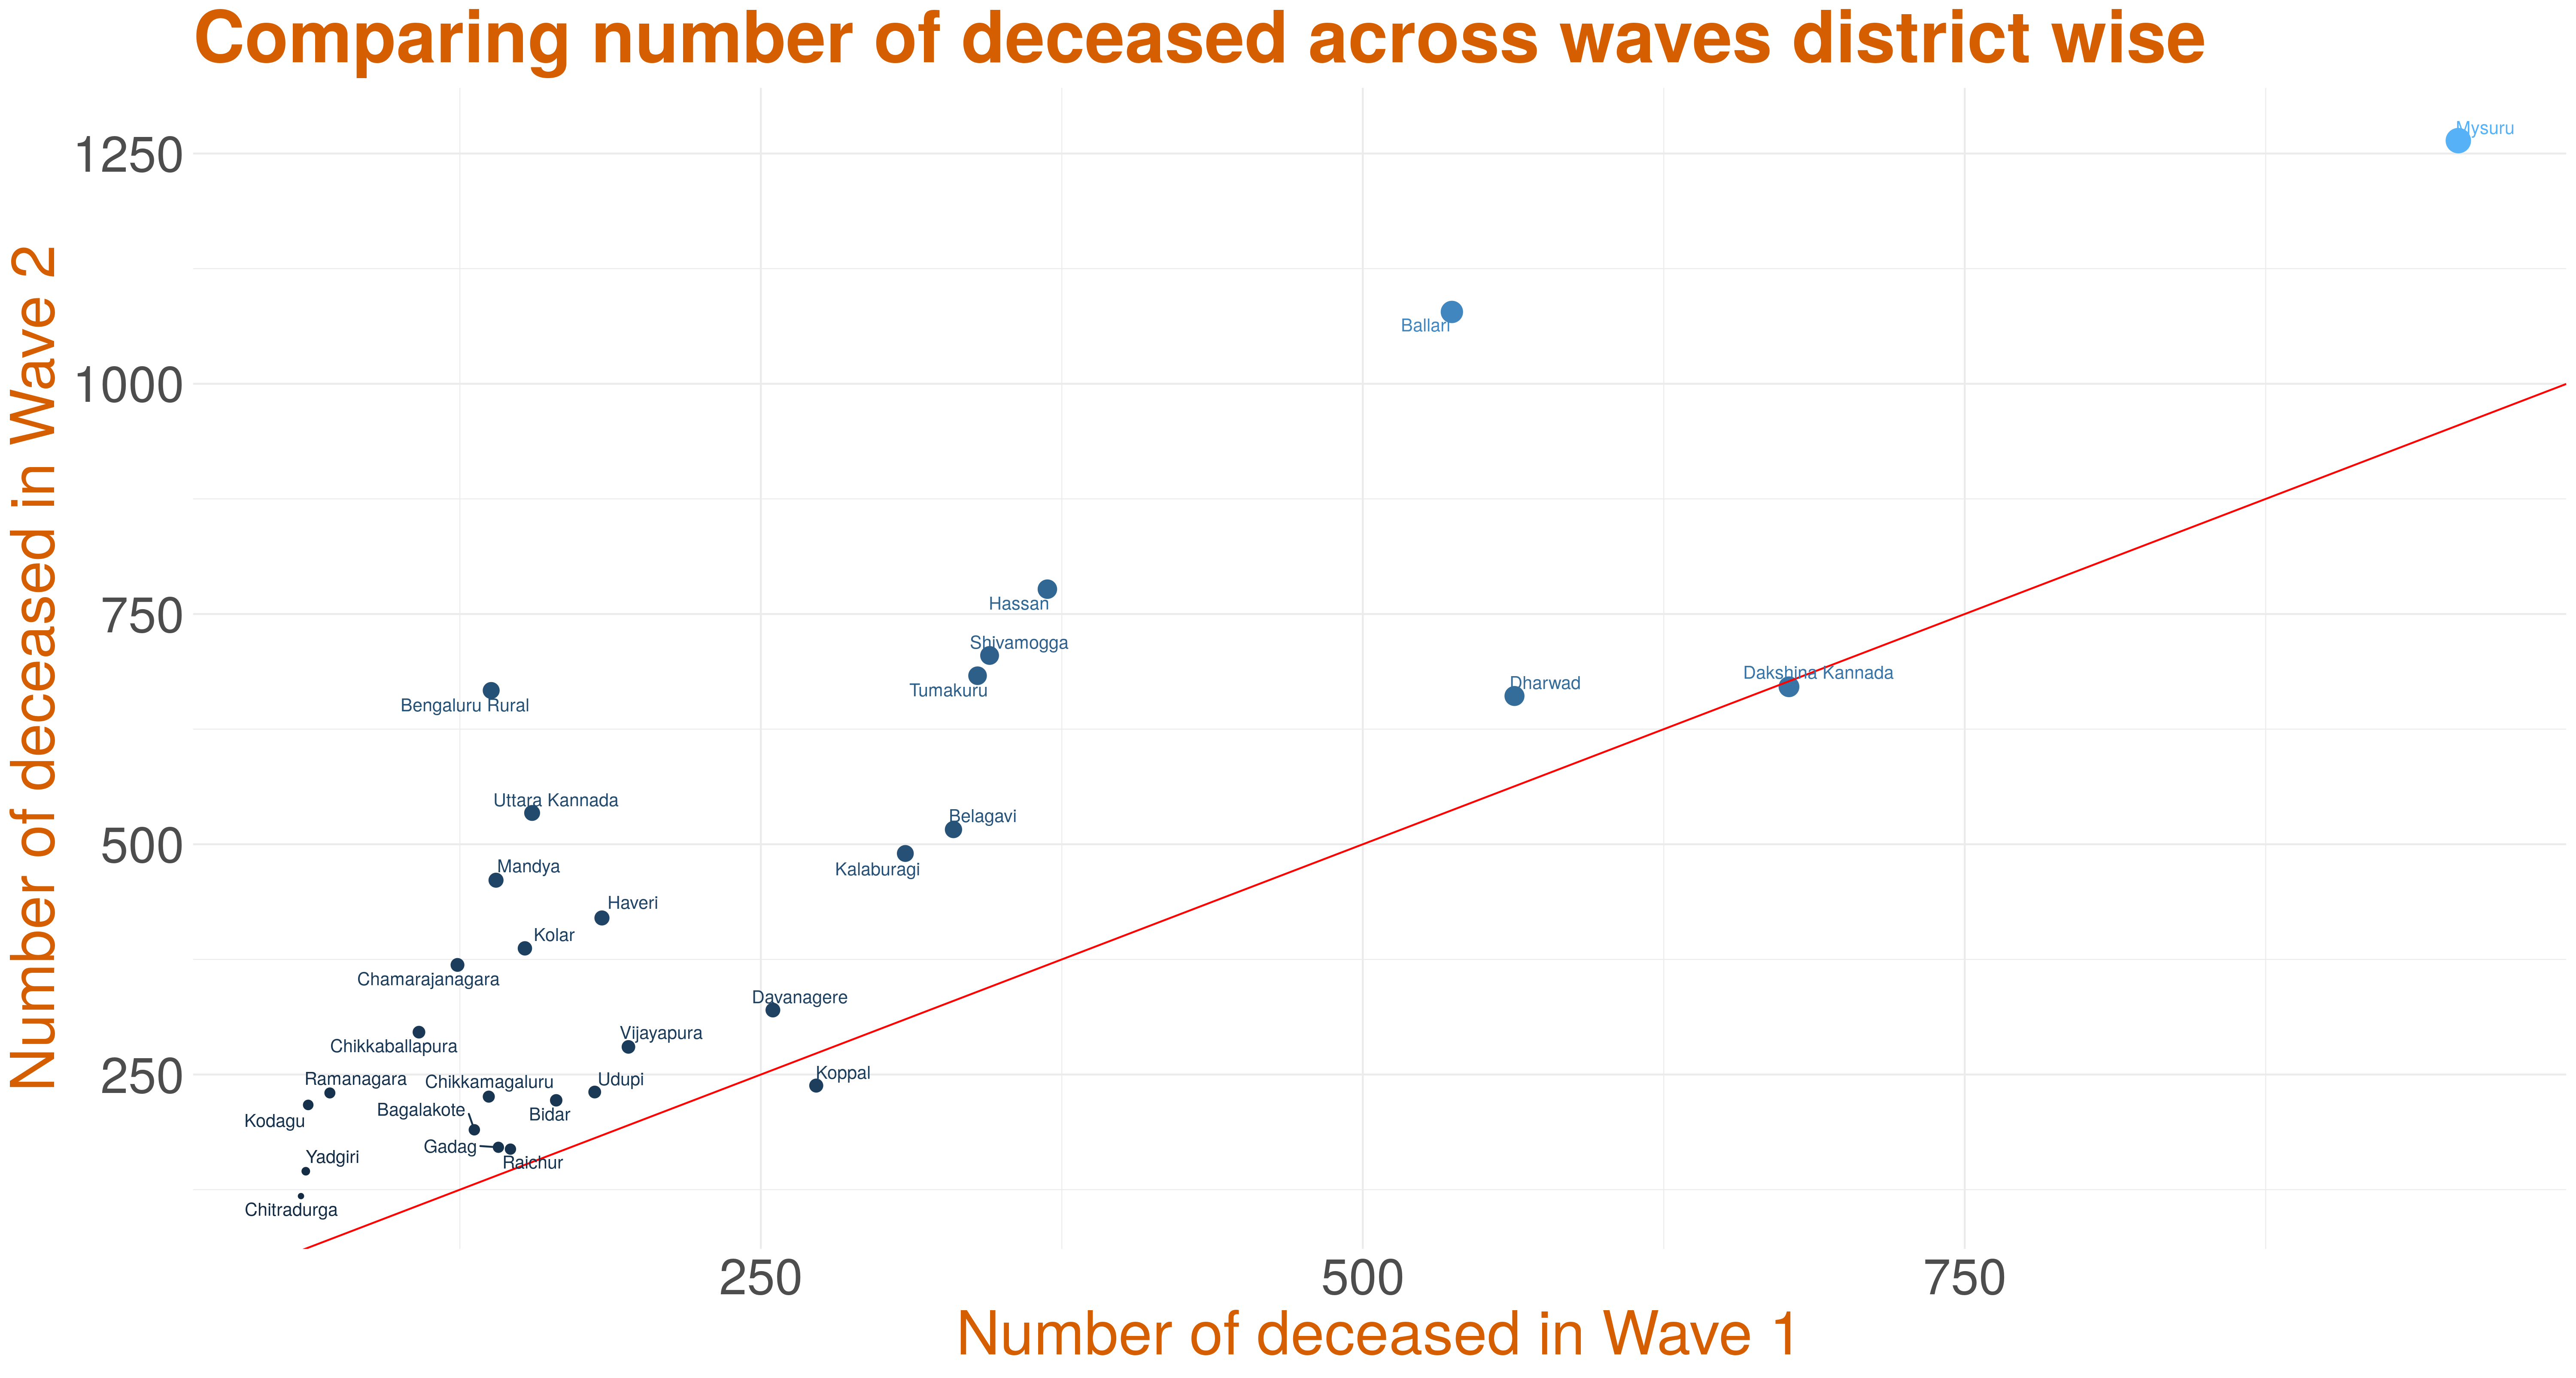 Comparing number of deceased across waves district wise
Number of deceased in Wave 2
1250
1000
750
500
250
Mysuru
Ballari
Hassan
Shivamogga
Tumakuru
Bengaluru Rural
Dharwad
Dakshina Kannada
Uttara Kannada
Belagavi
Kalaburagi
Mandya
Haveri
Kolar
Chamarajanagara
Davanagere
Vijayapura
Chikkaballapura
Koppal
Ramanagara
Chikkamagaluru
Udupi
Kodagu
Bagalakote
Bidar
Gadag
Raichur
Yadgiri
Chitradurga
250
500
750
Number of deceased in Wave 1